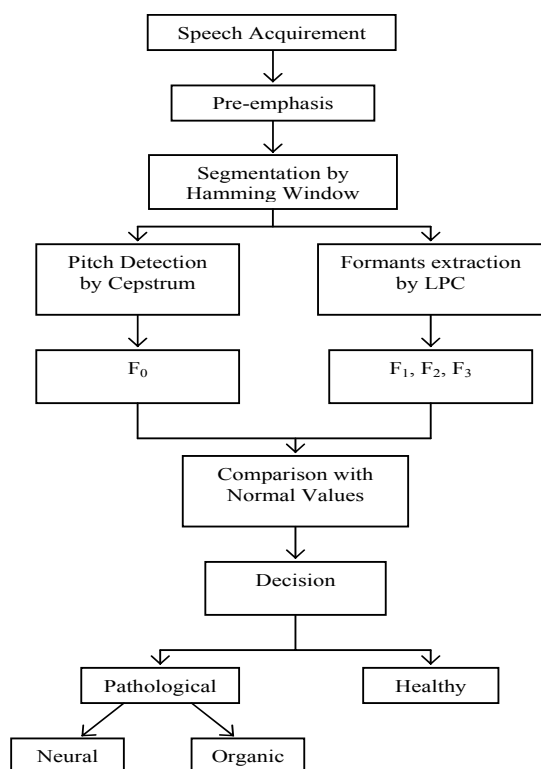 Speech Acquirement
Pre-emphasis
Segmentation by
Hamming Window
Pitch Detection
by Cepstrum
Formants extraction
by LPC
F₀
F₁, F₂, F₃
Comparison with
Normal Values
Decision
Pathological
Healthy
Neural
Organic